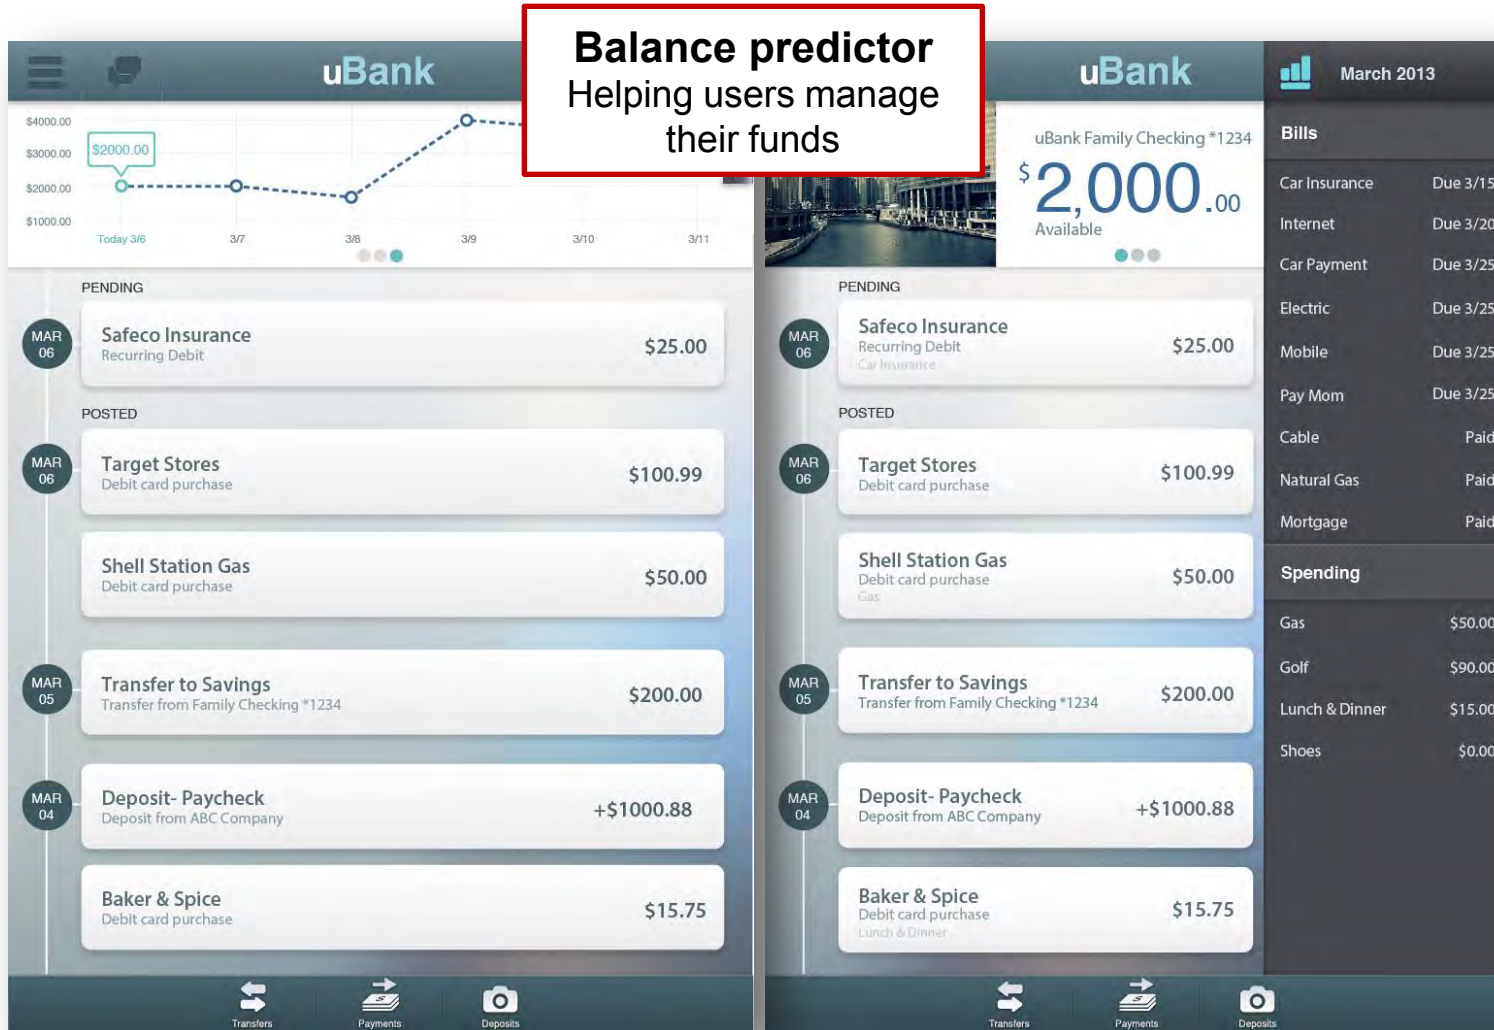 Balance predictor
Helping users manage
their funds
uBank
$4000.00
$3000.00
$2000.00
$1000.00
$2000.00
Today 3/6
3/7
3/8
3/9
3/10
3/11
PENDING
MAR
06
Safeco Insurance
Recurring Debit
$25.00
POSTED
MAR
06
Target Stores
Debit card purchase
$100.99
Shell Station Gas
Debit card purchase
$50.00
MAR
05
Transfer to Savings
Transfer from Family Checking *1234
$200.00
MAR
04
Deposit- Paycheck
Deposit from ABC Company
+$1000.88
Baker & Spice
Debit card purchase
$15.75
Transfers
Payments
Deposits
uBank
uBank Family Checking *1234
$2,000.00
Available
PENDING
MAR
06
Safeco Insurance
Recurring Debit
Car Insurance
$25.00
POSTED
MAR
06
Target Stores
Debit card purchase
$100.99
Shell Station Gas
Debit card purchase
Gas
$50.00
MAR
05
Transfer to Savings
Transfer from Family Checking *1234
$200.00
MAR
04
Deposit- Paycheck
Deposit from ABC Company
+$1000.88
Baker & Spice
Debit card purchase
Lunch & Dinner
$15.75
Transfers
Payments
Deposits
March 2013
Bills
Car Insurance Due 3/15
Internet Due 3/20
Car Payment Due 3/25
Electric Due 3/25
Mobile Due 3/25
Pay Mom Due 3/25
Cable Paid
Natural Gas Paid
Mortgage Paid
Spending
Gas $50.00
Golf $90.00
Lunch & Dinner $15.00
Shoes $0.00